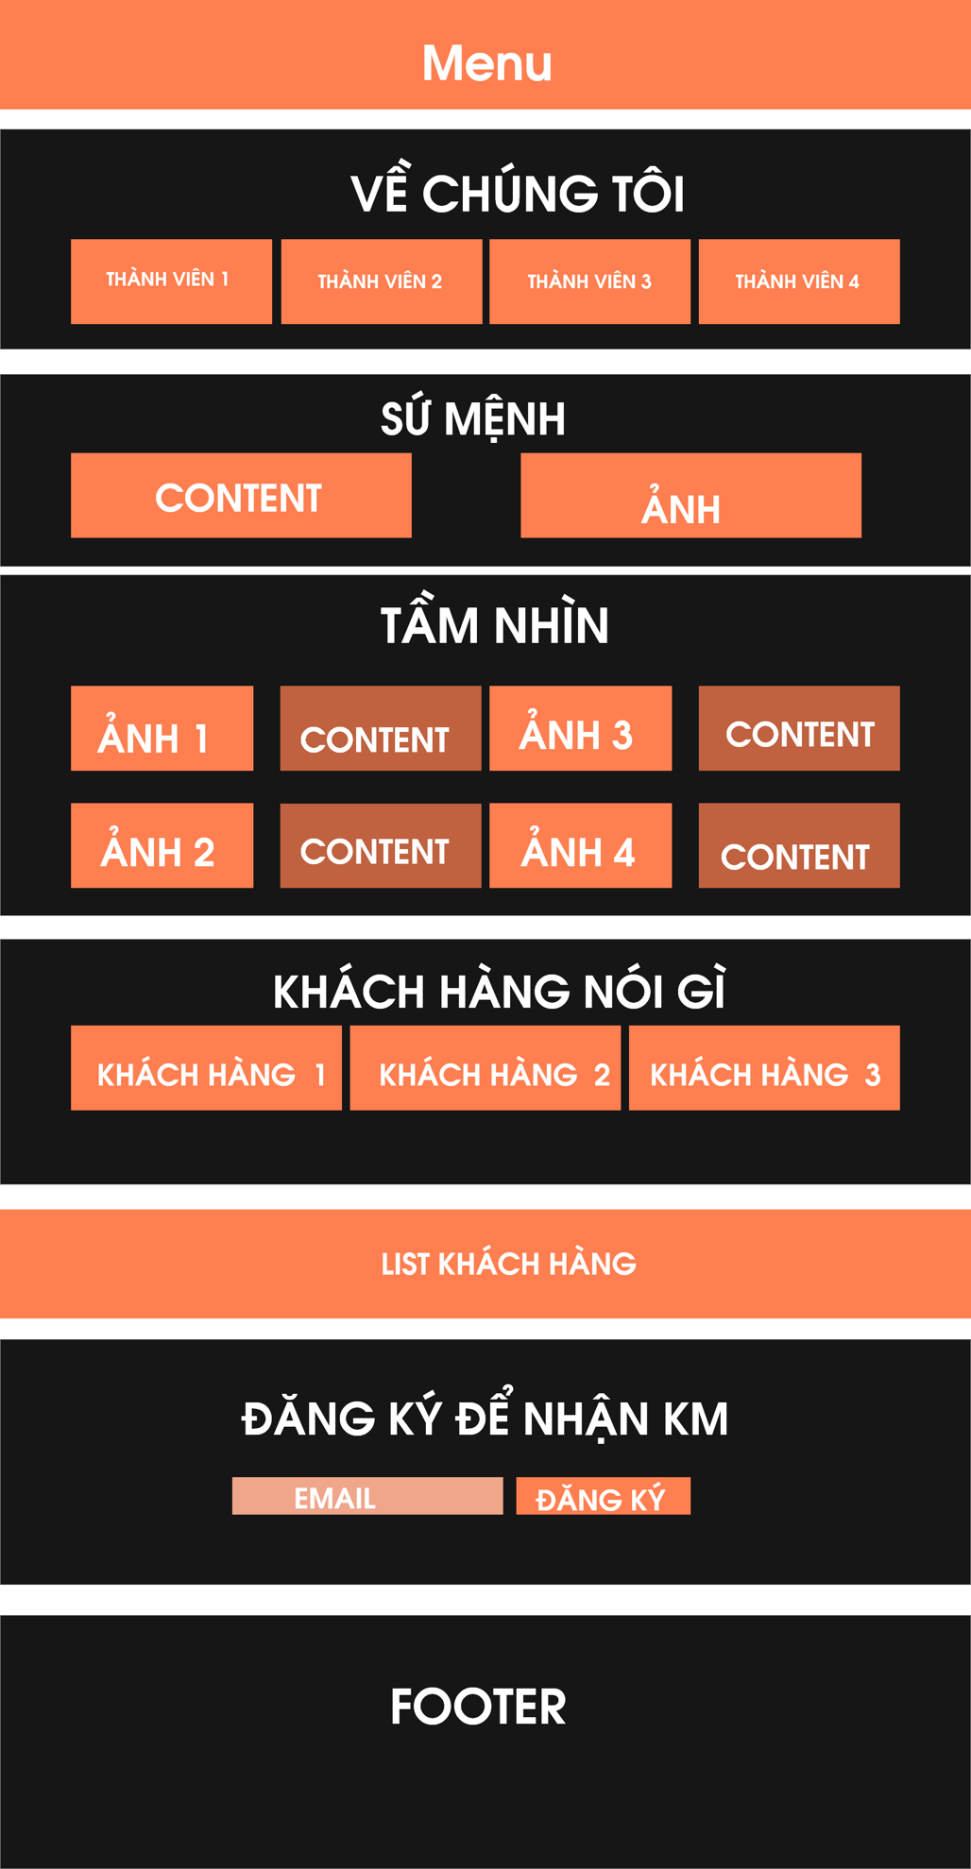 Menu
VỀ CHÚNG TÔI
THÀNH VIÊN 1
THÀNH VIÊN 2
THÀNH VIÊN 3
THÀNH VIÊN 4
SỨ MỆNH
CONTENT
ẢNH
TẦM NHÌN
ẢNH 1
CONTENT
ẢNH 3
CONTENT
ẢNH 2
CONTENT
ẢNH 4
CONTENT
KHÁCH HÀNG NÓI GÌ
KHÁCH HÀNG 1
KHÁCH HÀNG 2
KHÁCH HÀNG 3
LIST KHÁCH HÀNG
ĐĂNG KÝ ĐỂ NHẬN KM
EMAIL
ĐĂNG KÝ
FOOTER